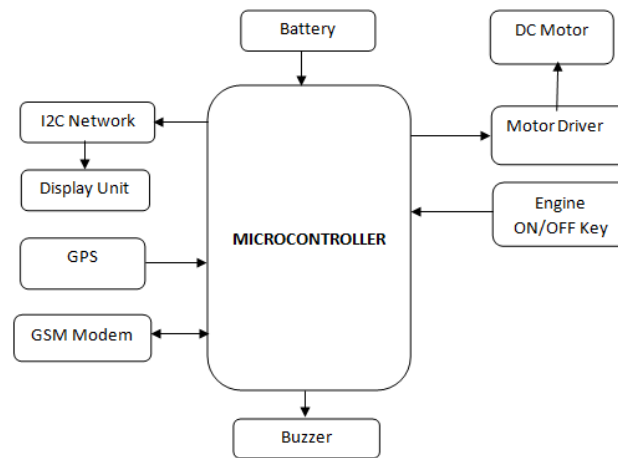 Battery
DC Motor
I2C Network
Motor Driver
Display Unit
Engine
ON/OFF Key
MICROCONTROLLER
GPS
GSM Modem
Buzzer